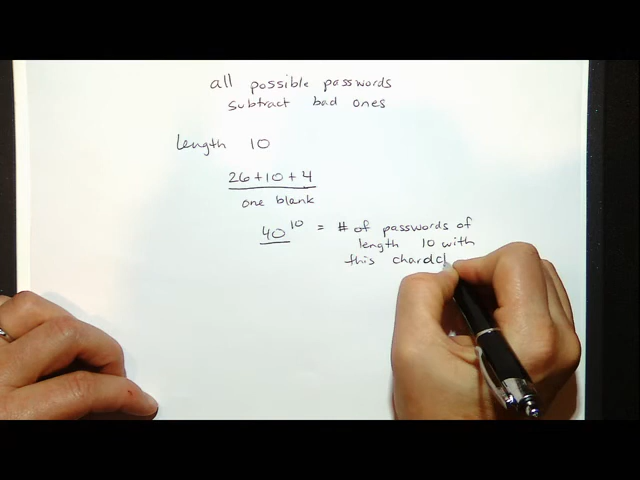 all possible passwords
subtract bad ones
Length 10
26+10+4
one blank
40^10 = # of passwords of
length 10 with
this